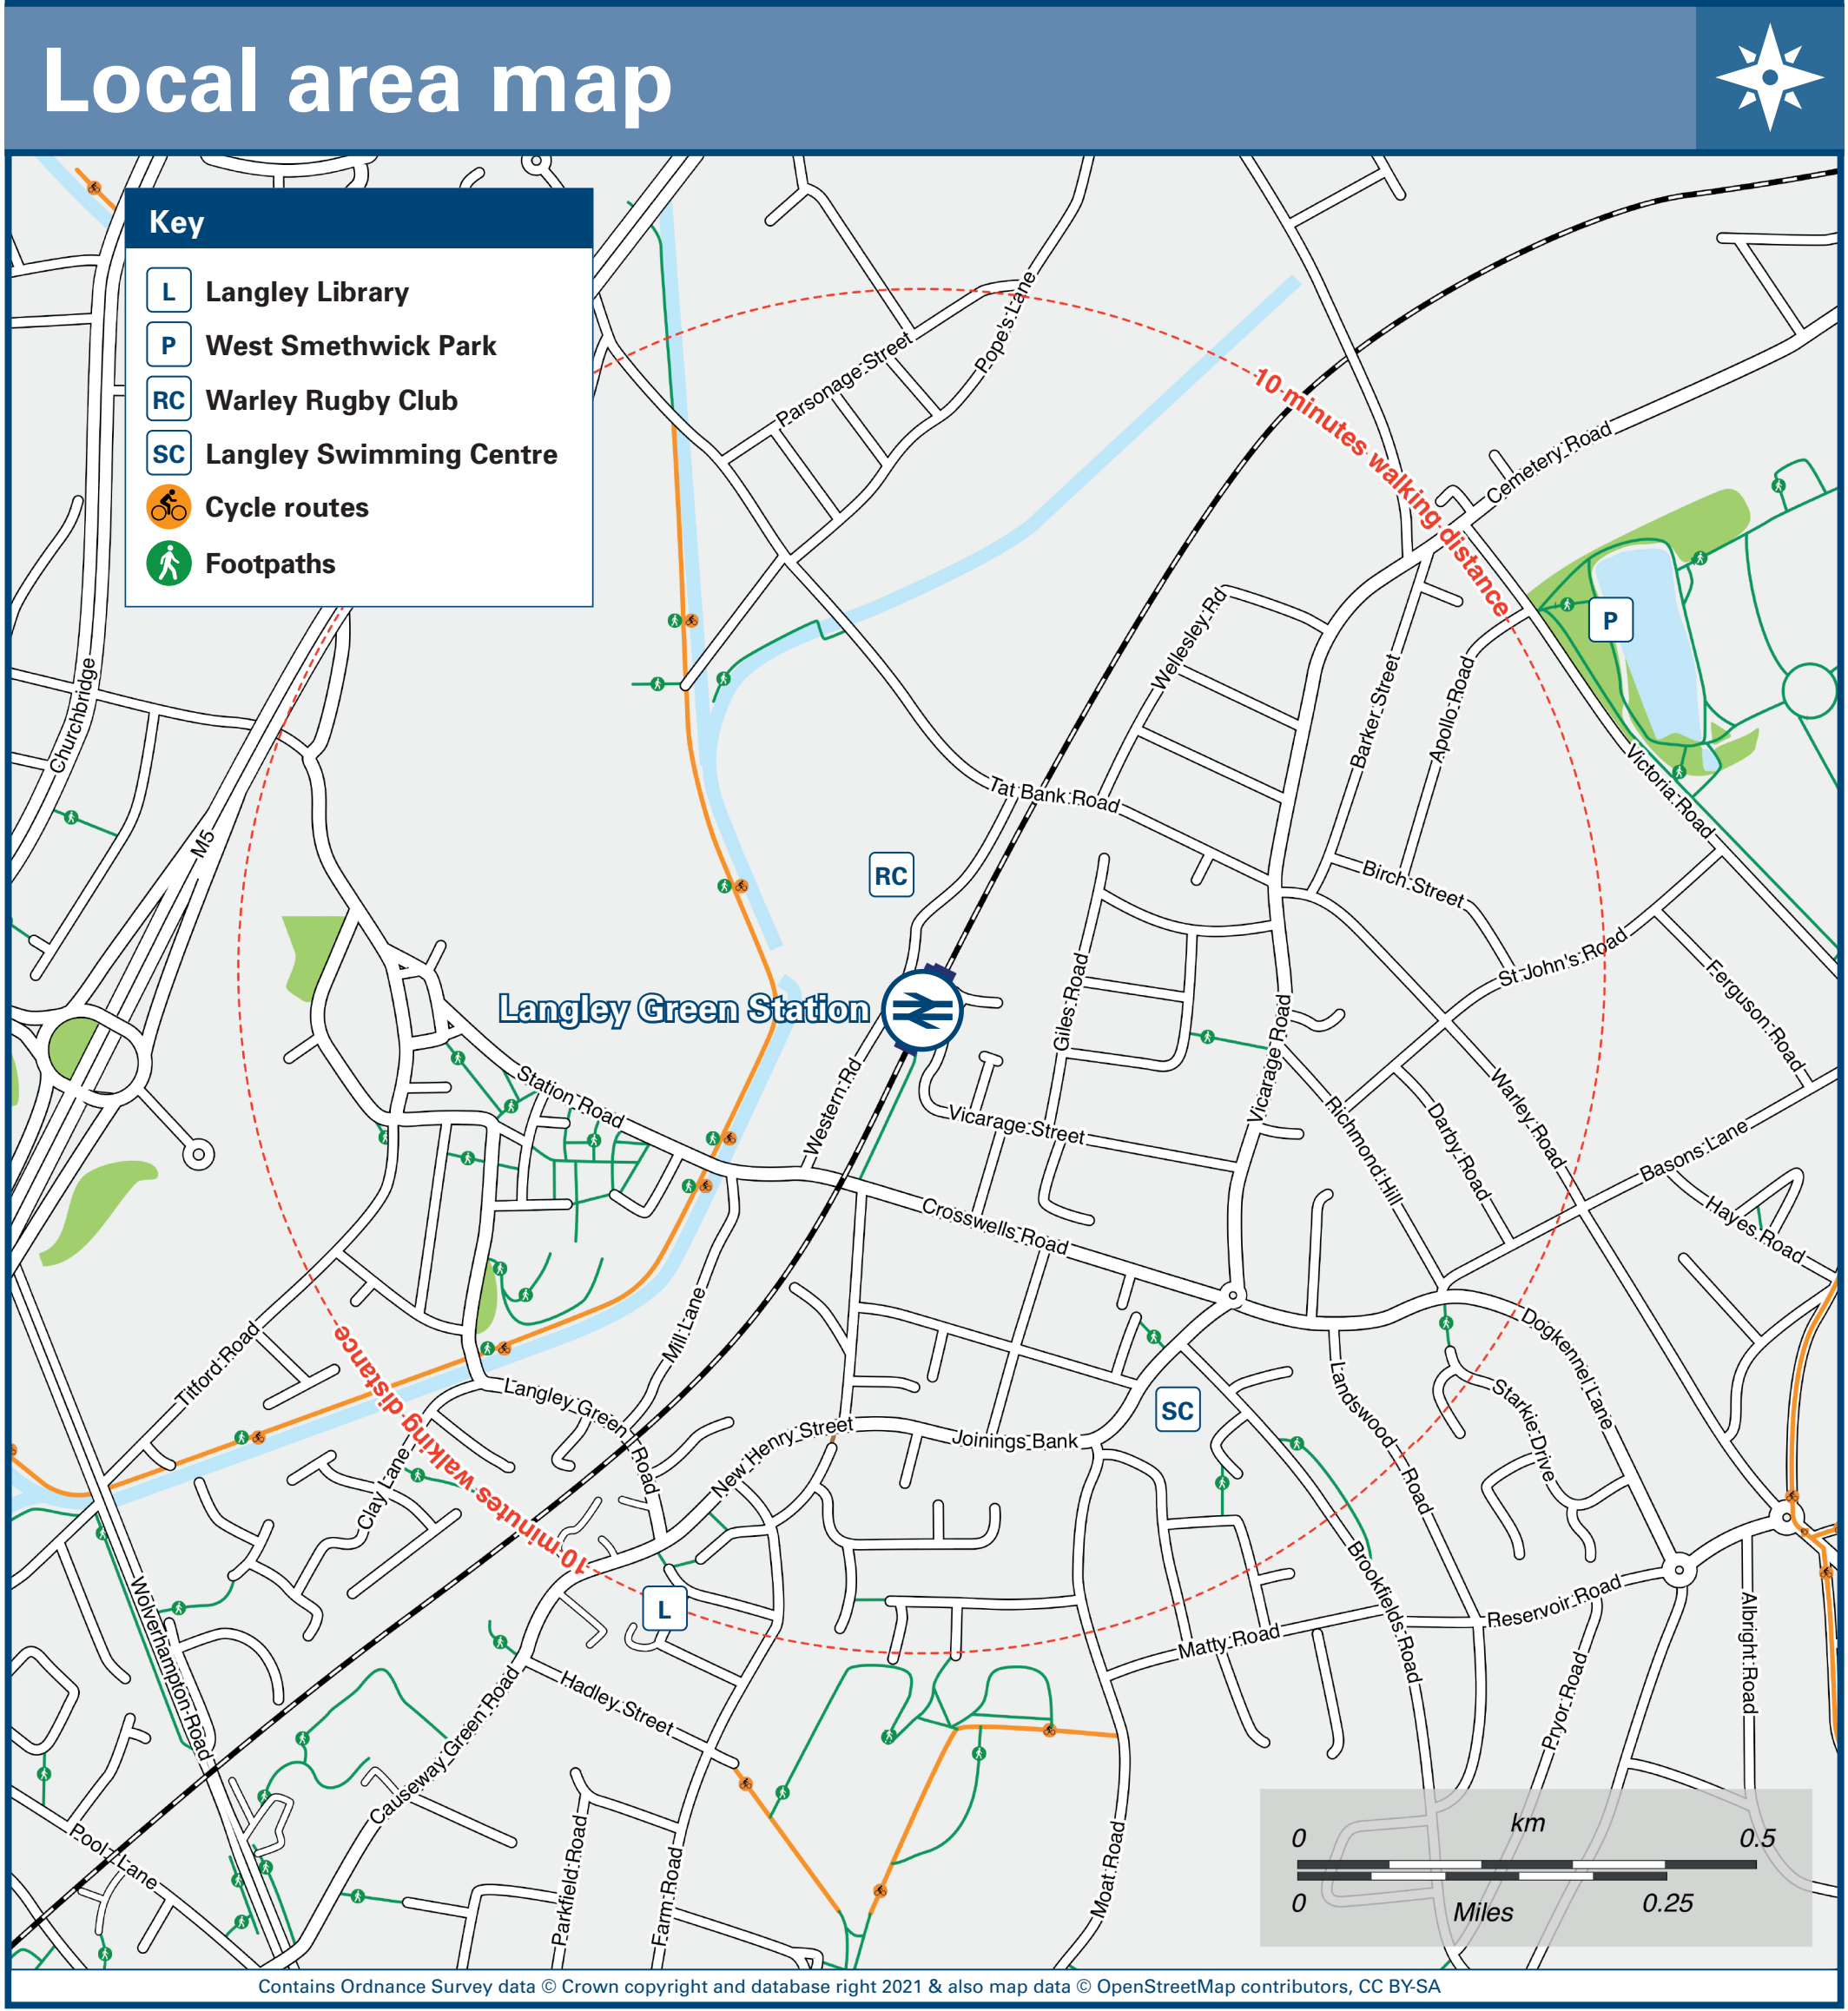 Local area map
Key
L Langley Library
P West Smethwick Park
RC Warley Rugby Club
SC Langley Swimming Centre
Cycle routes
Footpaths
Pope's Lane
Parsonage Street
10 minutes walking distance
Cemetery Road
P
Wellesley Rd
Churchbridge
Barker Street
Apollo Road
Victoria Road
Tat Bank Road
M5
RC
Birch Street
St John's Road
Ferguson Road
Langley Green Station
Giles Road
Vicarage Road
Station Road
Western Rd
Vicarage Street
Richmond Hill
Darby Road
Warley Road
Basons Lane
Hayes Road
Crosswells Road
Mill Lane
Titford Road
10 minutes walking distance
Dogkennel Lane
Langley Green Road
Landswood Road
Starkie Drive
SC
New Henry Street
Joinings Bank
Clay Lane
Brookfields Road
Wolverhampton Road
L
Reservoir Road
Albright Road
Matty Road
Hadley Street
Pryor Road
Causeway Green Road
Pool Lane
Parkfield Road
Farm Road
Moat Road
km
0 0.5
0 0.25
Miles
Contains Ordnance Survey data © Crown copyright and database right 2021 & also map data © OpenStreetMap contributors, CC BY-SA